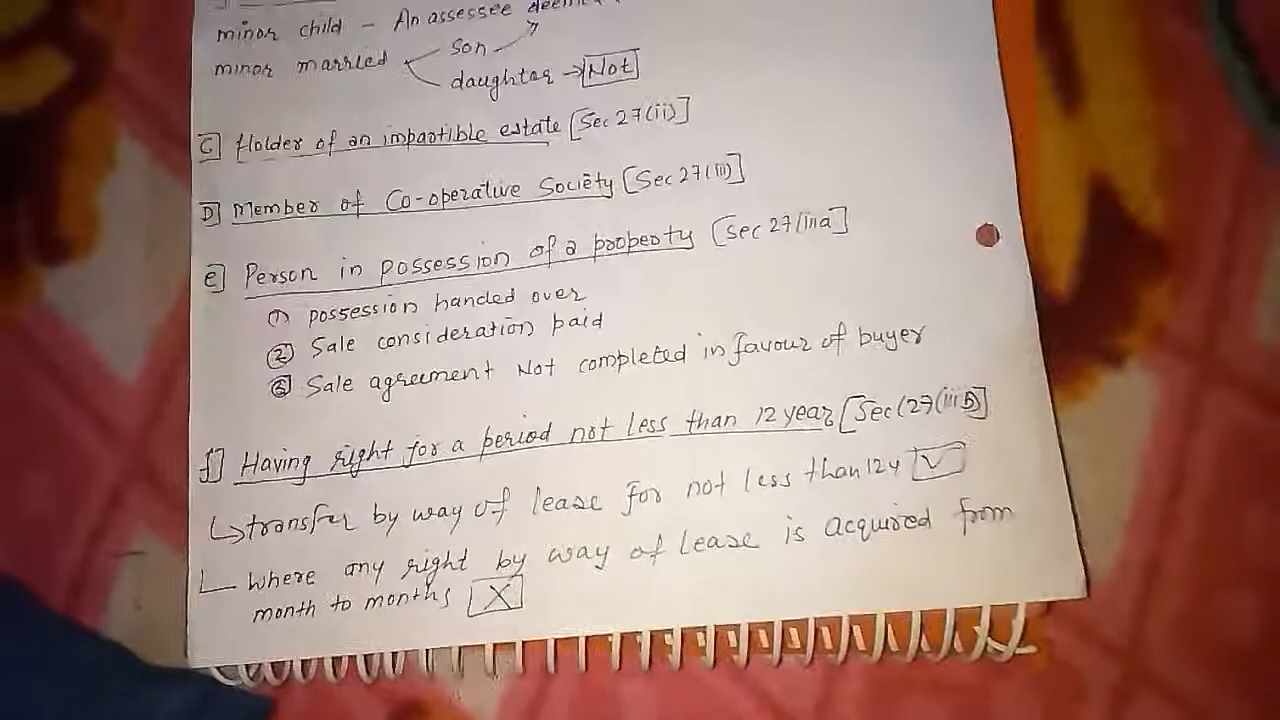 minor child - An assessee deemed
minor married son
daughter → Not
C] Holder of an impartible estate [Sec 27(ii)]
D] Member of Co-operative Society [Sec 27(iii)]
e] Person in possession of a property [Sec 27(iiia]
① possession handed over
② Sale consideration paid
③ Sale agreement Not completed in favour of buyer
f] Having right for a period not less than 12 year [Sec (27(iiiB)]
↳ transfer by way of lease for not less than 12 y ✓
where any right by way of lease is acquired from
month to months X